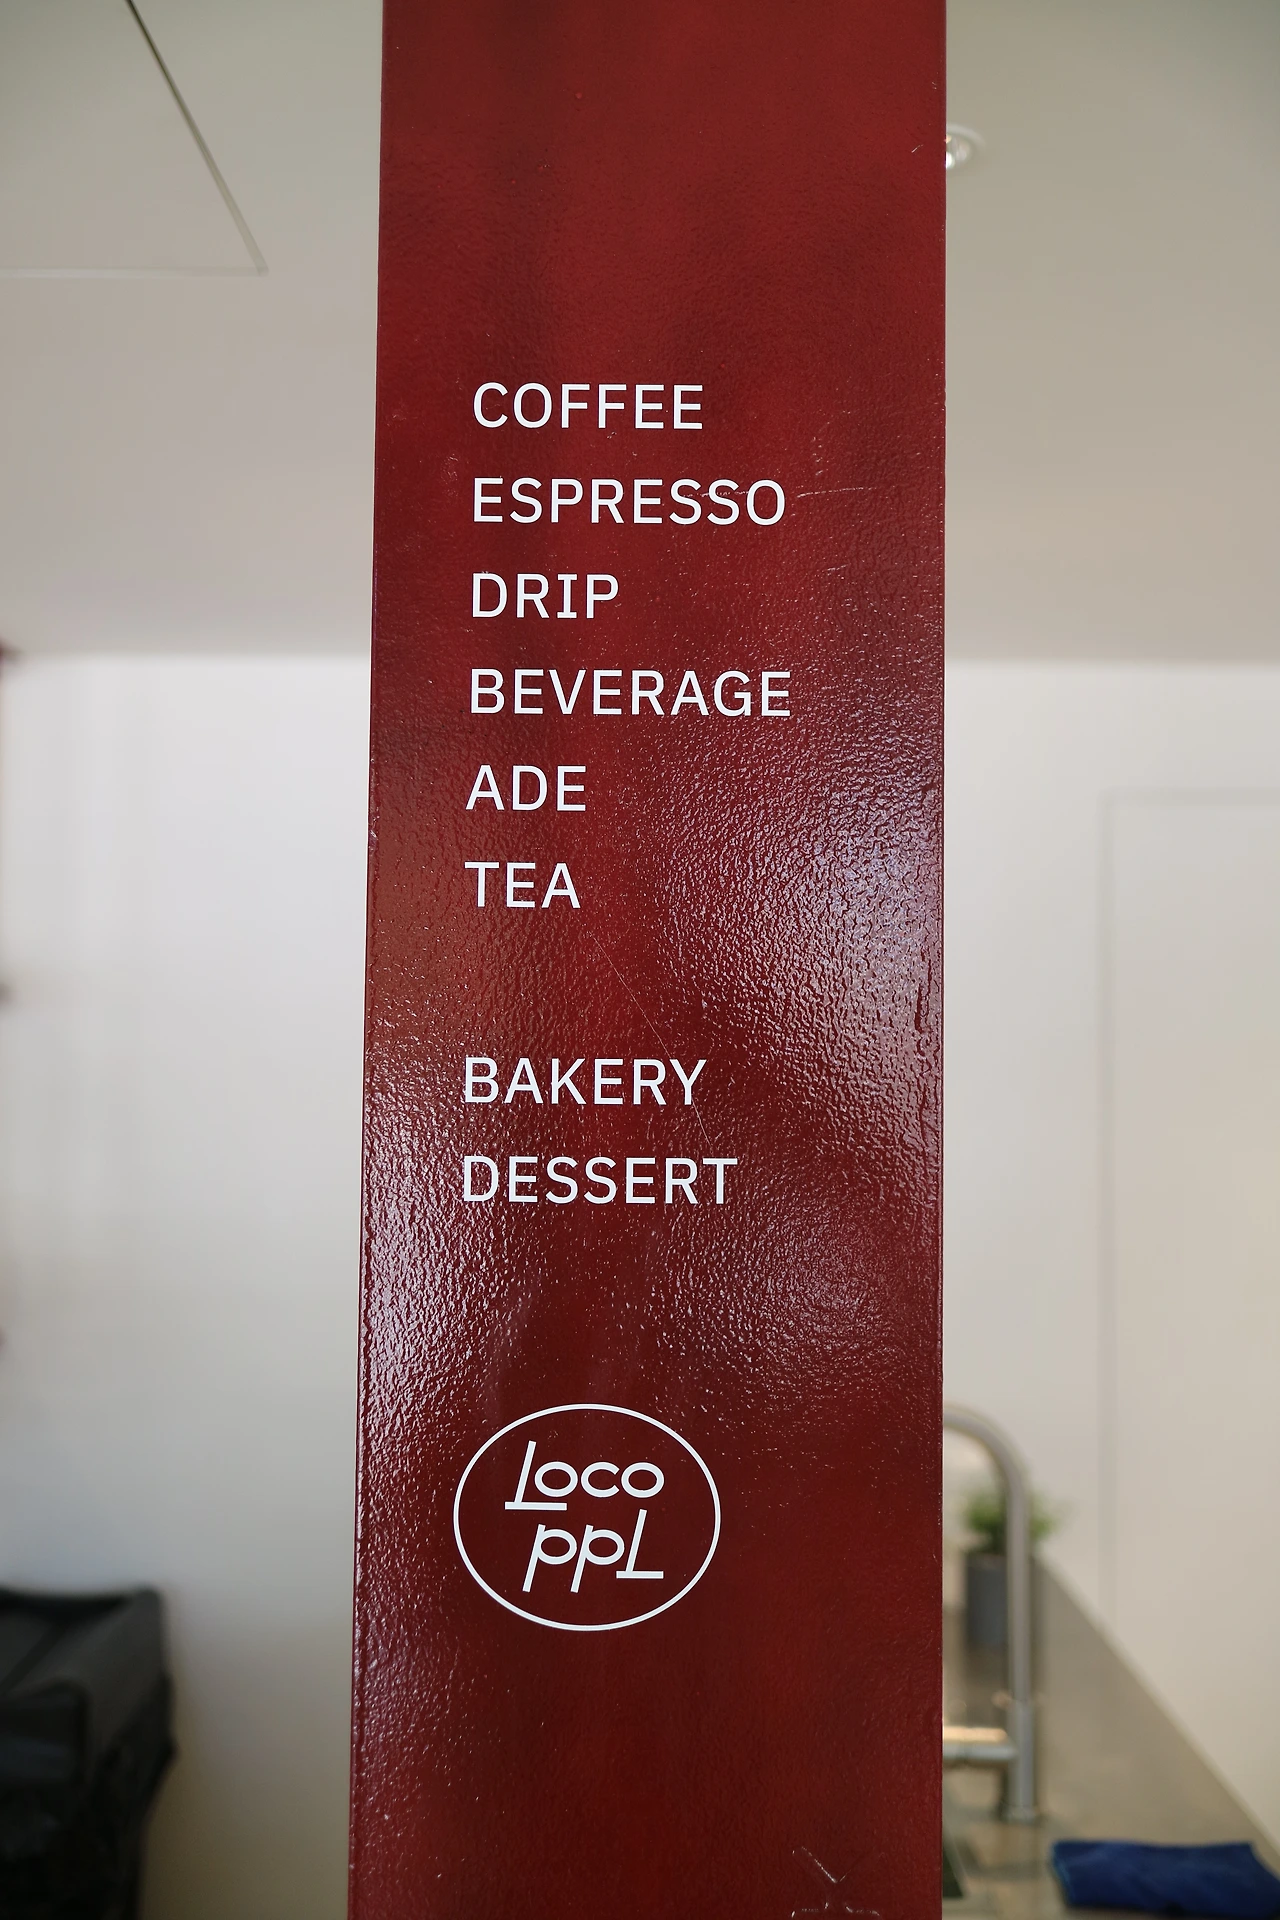 COFFEE
ESPRESSO
DRIP
BEVERAGE
ADE
TEA
BAKERY
DESSERT
Loco
ppL